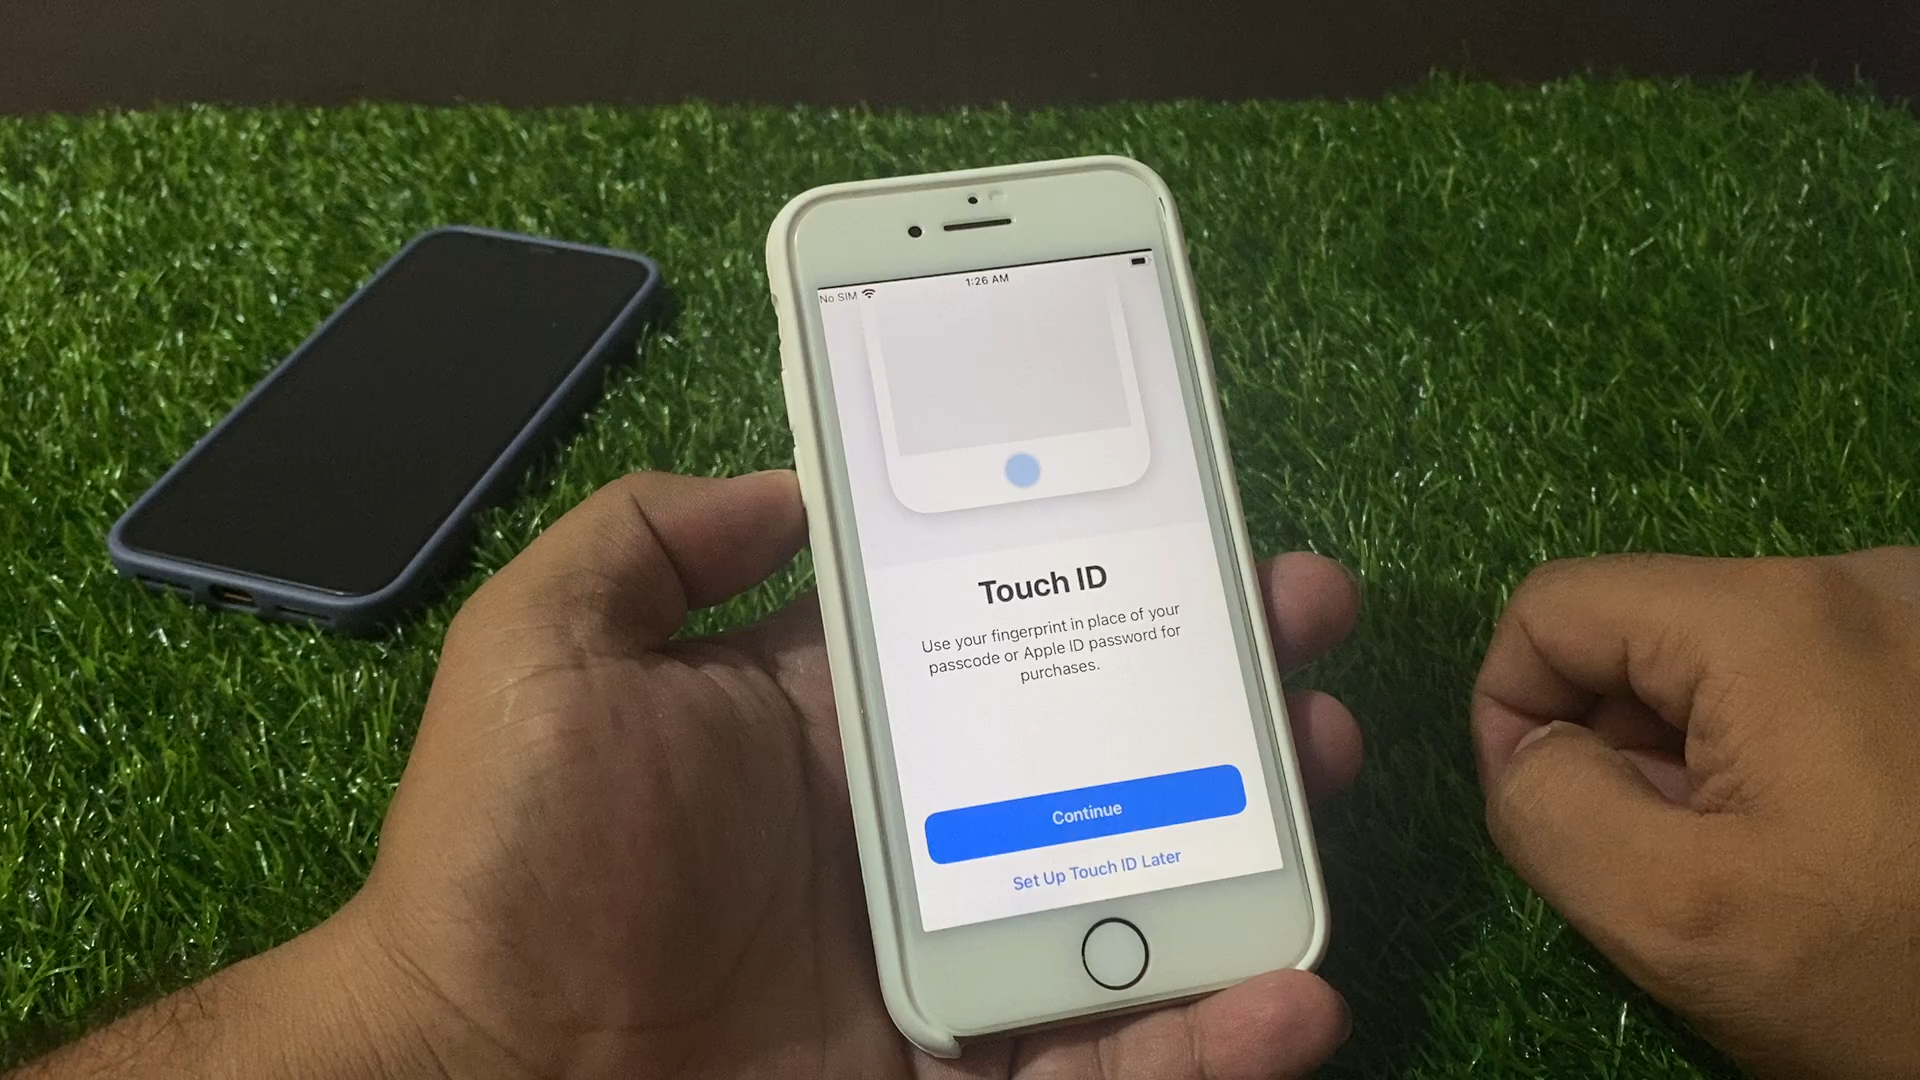 No SIM 1:26 AM
Touch ID
Use your fingerprint in place of your
passcode or Apple ID password for
purchases.
Continue
Set Up Touch ID Later